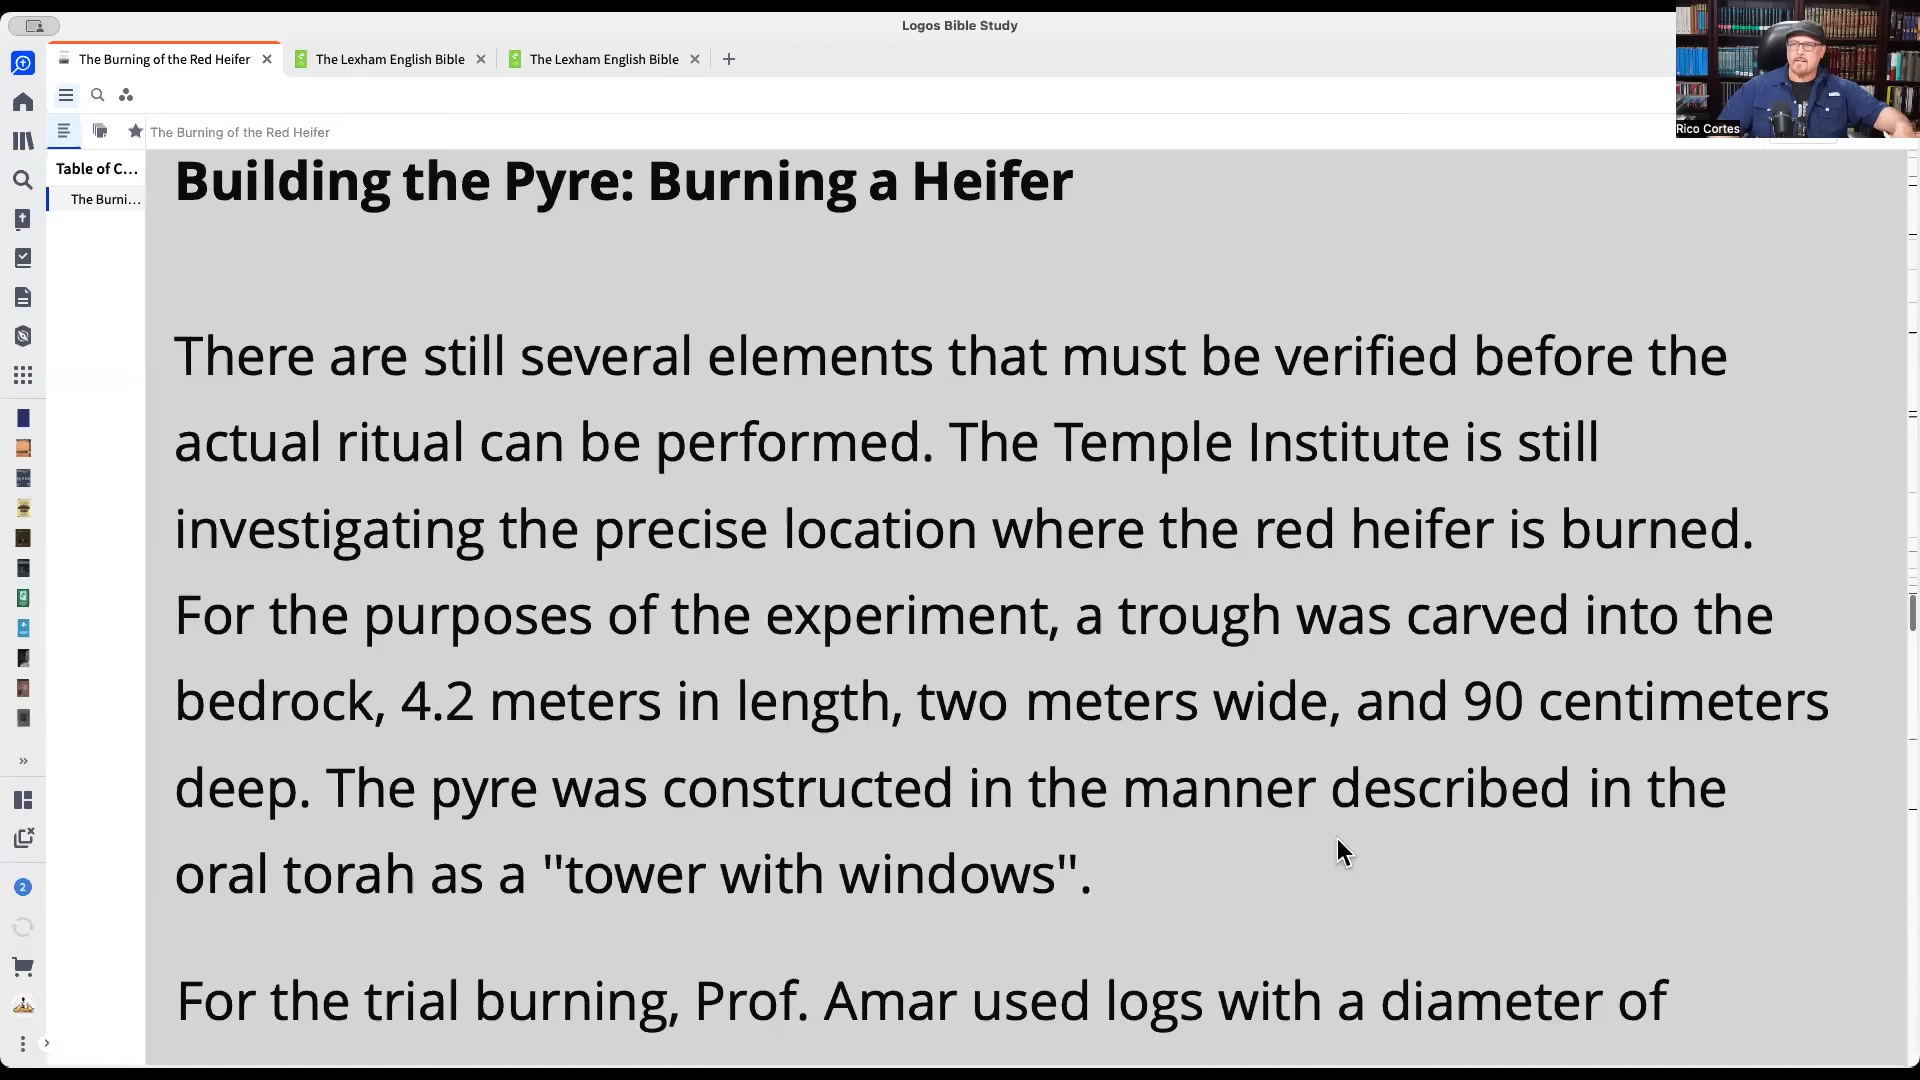 Logos Bible Study
The Burning of the Red Heifer
The Lexham English Bible
The Lexham English Bible
The Burning of the Red Heifer
Rico Cortes
Table of C...
The Burni...
Building the Pyre: Burning a Heifer
There are still several elements that must be verified before the
actual ritual can be performed. The Temple Institute is still
investigating the precise location where the red heifer is burned.
For the purposes of the experiment, a trough was carved into the
bedrock, 4.2 meters in length, two meters wide, and 90 centimeters
deep. The pyre was constructed in the manner described in the
oral torah as a "tower with windows".
For the trial burning, Prof. Amar used logs with a diameter of
2